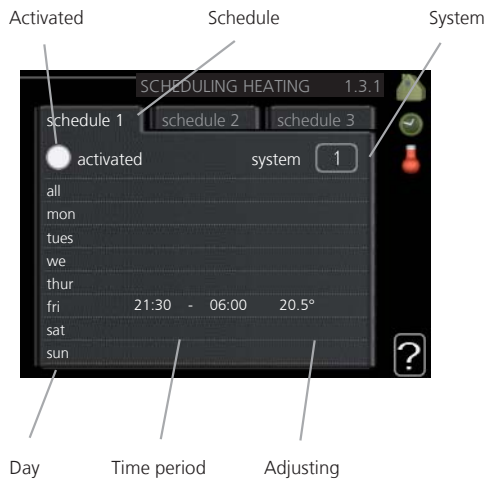 Activated Schedule System
SCHEDULING HEATING 1.3.1
schedule 1 schedule 2 schedule 3
activated system 1
all
mon
tues
we
thur
fri 21:30 - 06:00 20.5°
sat
sun
?
Day Time period Adjusting